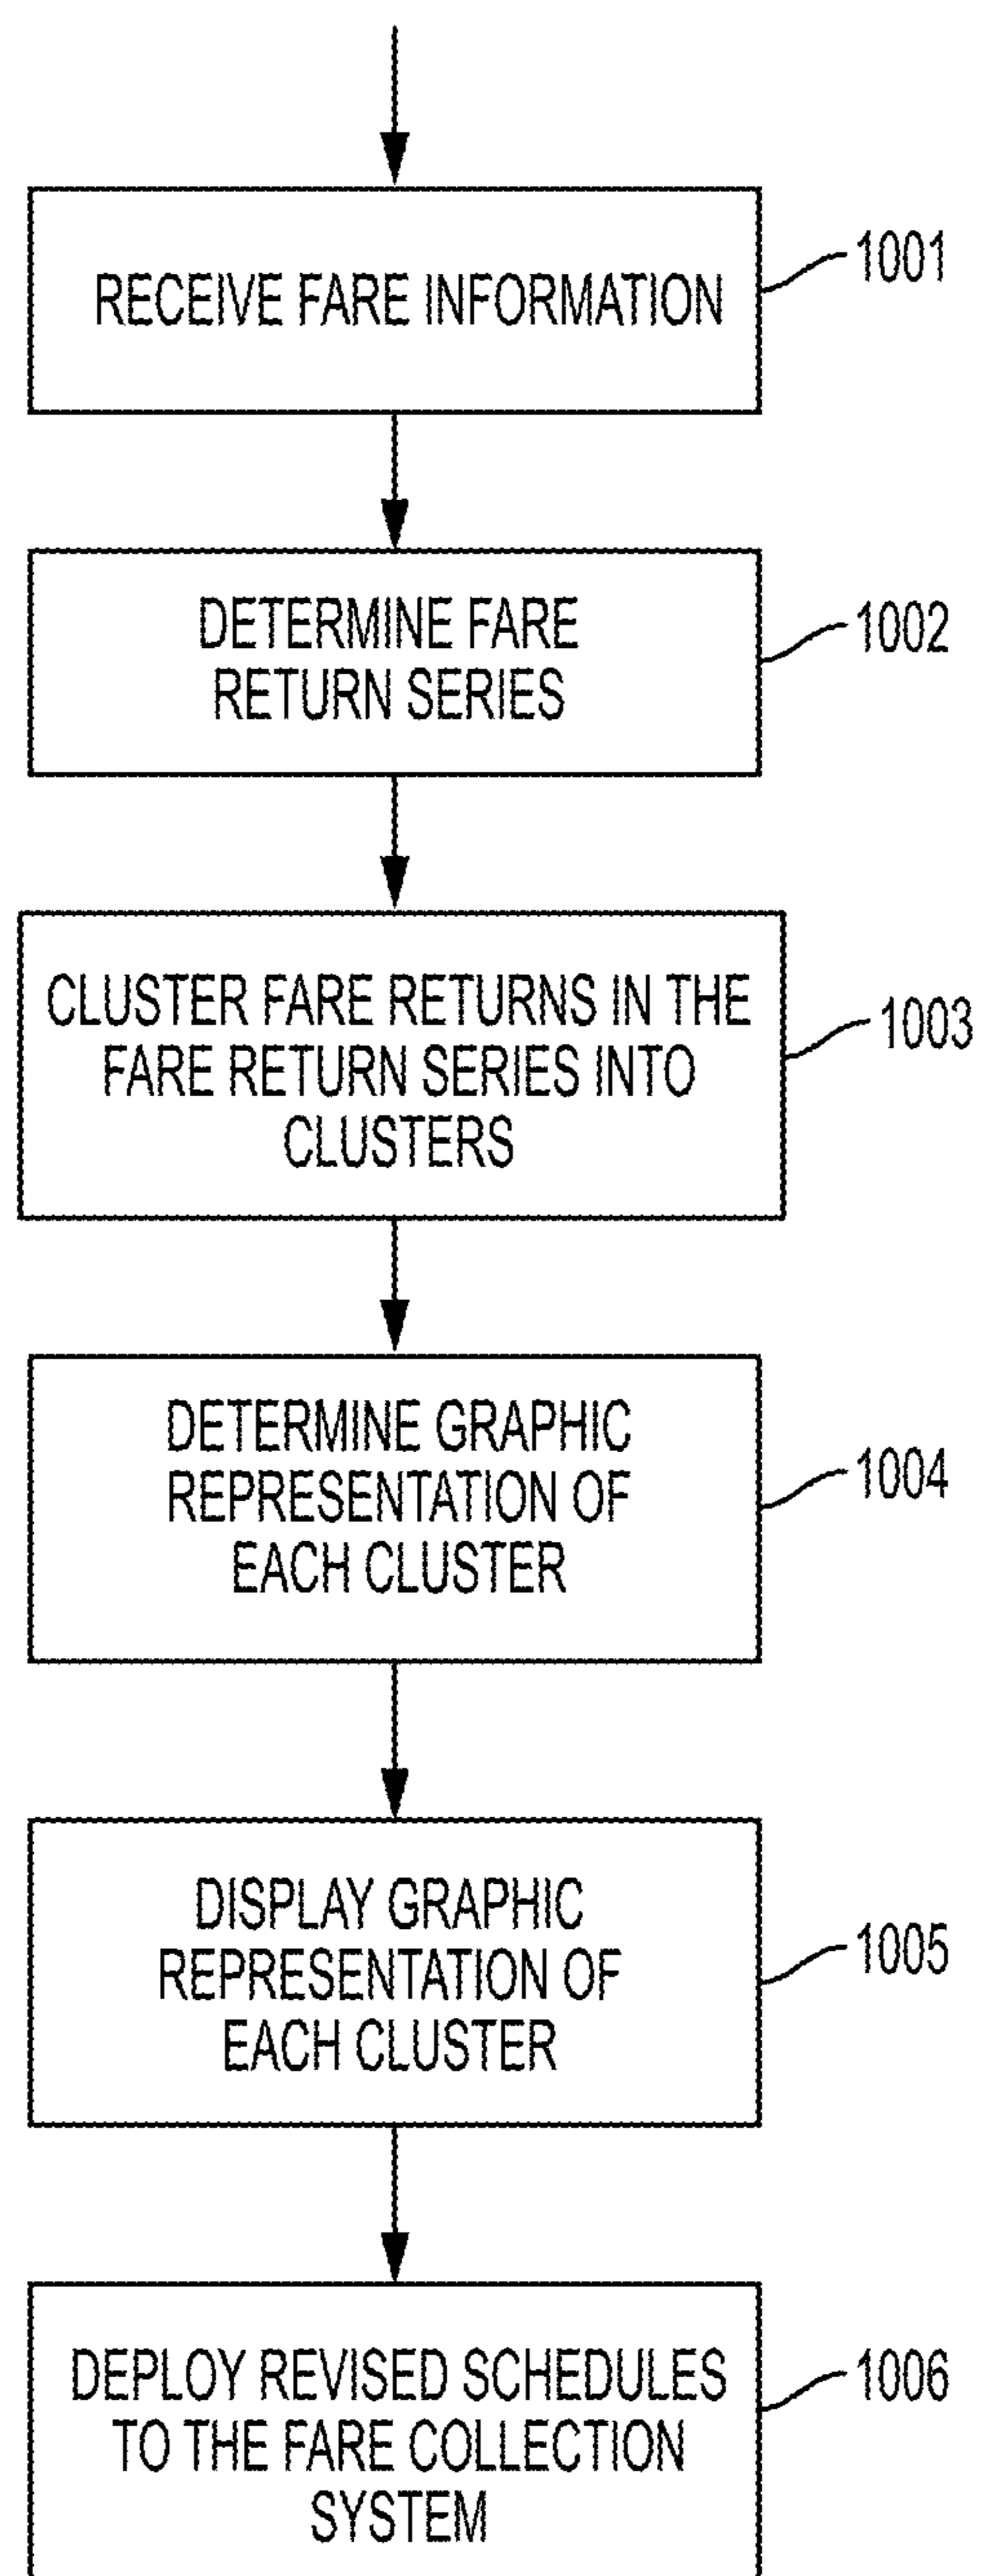 RECEIVE FARE INFORMATION
1001
DETERMINE FARE
RETURN SERIES
1002
CLUSTER FARE RETURNS IN THE
FARE RETURN SERIES INTO
CLUSTERS
1003
DETERMINE GRAPHIC
REPRESENTATION OF
EACH CLUSTER
1004
DISPLAY GRAPHIC
REPRESENTATION OF
EACH CLUSTER
1005
DEPLOY REVISED SCHEDULES
TO THE FARE COLLECTION
SYSTEM
1006